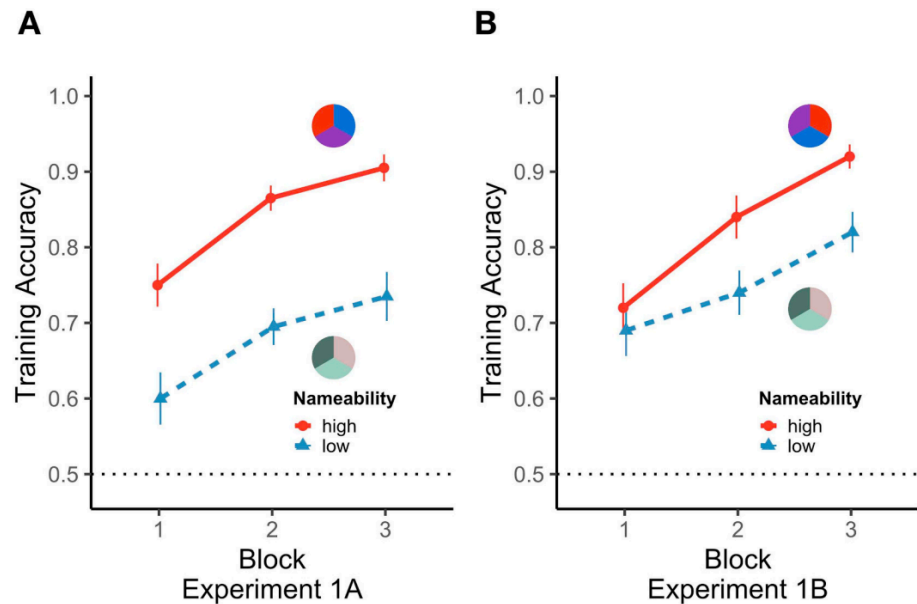 A
Training Accuracy
1.0
0.9
0.8
0.7
0.6
0.5
Nameability
high
low
1 2 3
Block
Experiment 1A
B
Training Accuracy
1.0
0.9
0.8
0.7
0.6
0.5
Nameability
high
low
1 2 3
Block
Experiment 1B